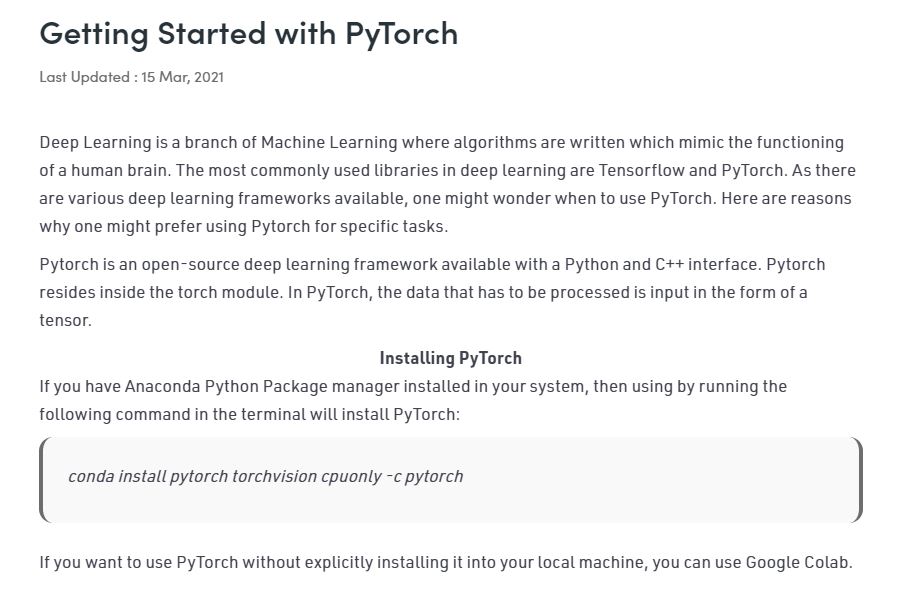 Getting Started with PyTorch
Last Updated : 15 Mar, 2021
Deep Learning is a branch of Machine Learning where algorithms are written which mimic the functioning
of a human brain. The most commonly used libraries in deep learning are Tensorflow and PyTorch. As there
are various deep learning frameworks available, one might wonder when to use PyTorch. Here are reasons
why one might prefer using Pytorch for specific tasks.
Pytorch is an open-source deep learning framework available with a Python and C++ interface. Pytorch
resides inside the torch module. In PyTorch, the data that has to be processed is input in the form of a
tensor.
Installing PyTorch
If you have Anaconda Python Package manager installed in your system, then using by running the
following command in the terminal will install PyTorch:
conda install pytorch torchvision cpuonly -c pytorch
If you want to use PyTorch without explicitly installing it into your local machine, you can use Google Colab.